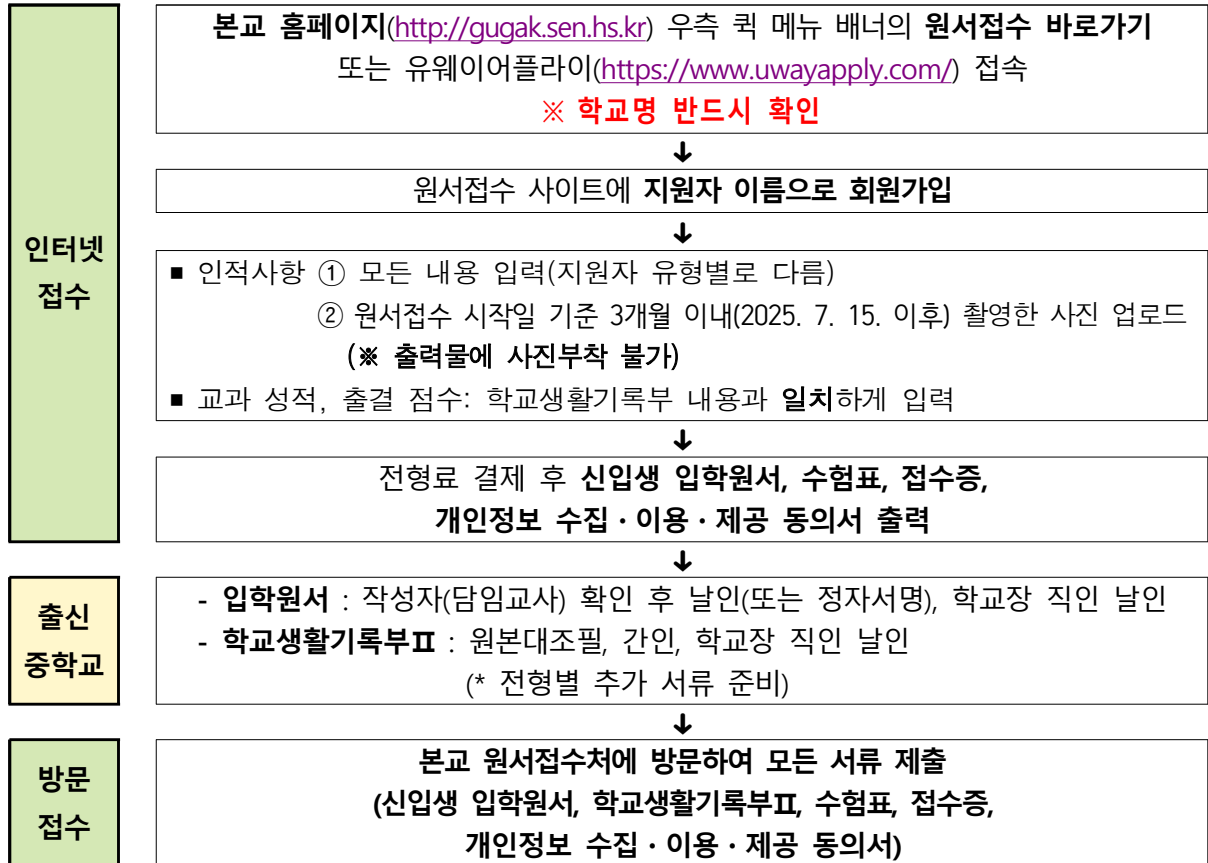 인터넷
접수
본교 홈페이지(http://gugak.sen.hs.kr) 우측 퀵 메뉴 배너의 원서접수 바로가기
또는 유웨이어플라이(https://www.uwayapply.com/) 접속
※ 학교명 반드시 확인
↓
원서접수 사이트에 지원자 이름으로 회원가입
↓
■ 인적사항 ① 모든 내용 입력(지원자 유형별로 다름)
② 원서접수 시작일 기준 3개월 이내(2025. 7. 15. 이후) 촬영한 사진 업로드
(※ 출력물에 사진부착 불가)
■ 교과 성적, 출결 점수: 학교생활기록부 내용과 일치하게 입력
↓
전형료 결제 후 신입생 입학원서, 수험표, 접수증,
개인정보 수집・이용・제공 동의서 출력
↓
출신
중학교
- 입학원서 : 작성자(담임교사) 확인 후 날인(또는 정자서명), 학교장 직인 날인
- 학교생활기록부Ⅱ : 원본대조필, 간인, 학교장 직인 날인
(* 전형별 추가 서류 준비)
↓
방문
접수
본교 원서접수처에 방문하여 모든 서류 제출
(신입생 입학원서, 학교생활기록부Ⅱ, 수험표, 접수증,
개인정보 수집・이용・제공 동의서)